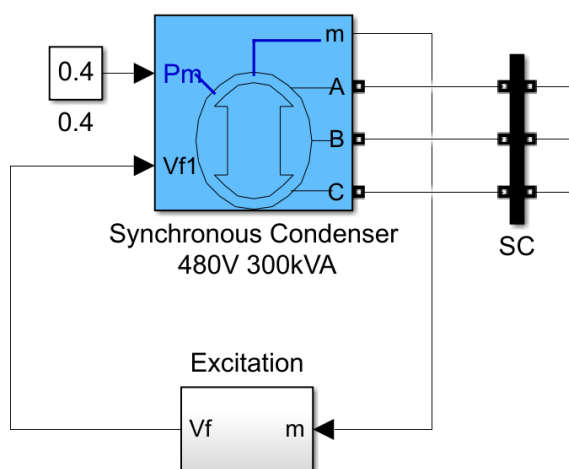 m
0.4
Pm
A
0.4
B
Vf1
C
Synchronous Condenser
480V 300kVA
SC
Excitation
Vf
m